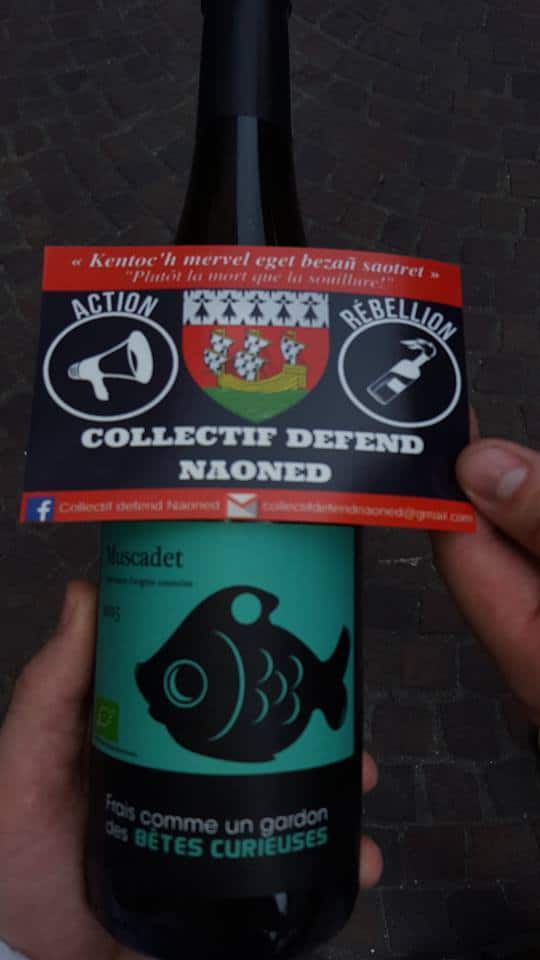 « Kentoc'h mervel eget bezañ saotret »
"Plutôt la mort que la souillure!"
ACTION
RÉBELLION
COLLECTIF DEFEND
NAONED
Collectif defend Naoned collectifdefendnaoned@gmail.com
Muscadet
Frais comme un gardon
des BÊTES CURIEUSES